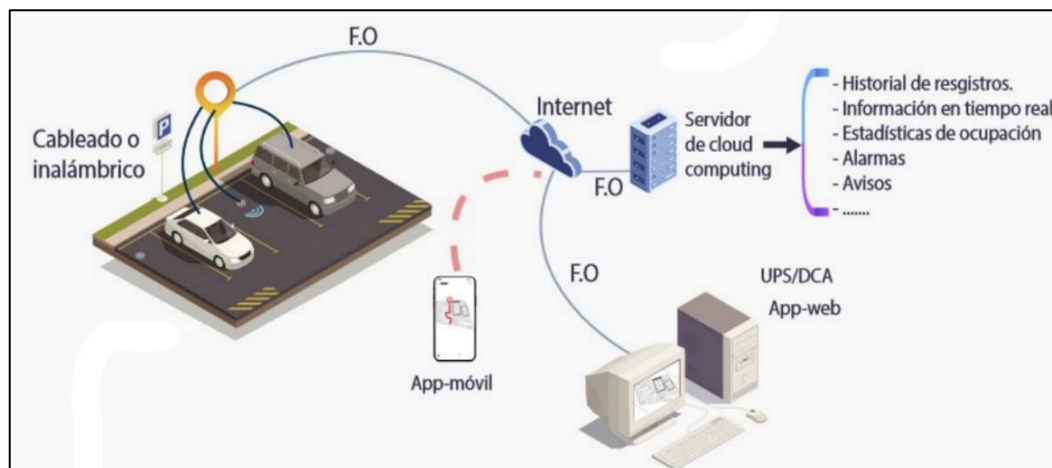 F.O
Cableado o
inalámbrico
P
Internet
Servidor
de cloud
computing
F.O
- Historial de resgistros.
- Información en tiempo real
- Estadísticas de ocupación
- Alarmas
- Avisos
- .......
F.O
UPS/DCA
App-web
App-móvil